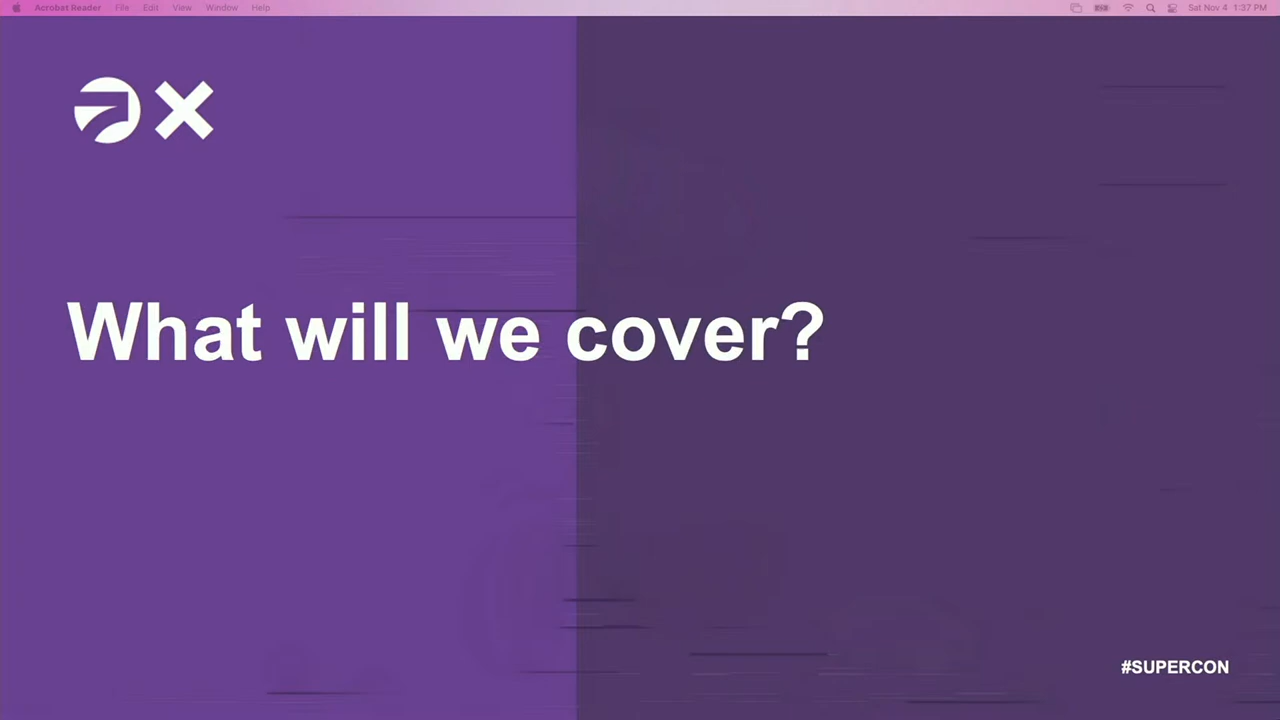 Acrobat Reader File Edit View Window Help Sat Nov 4 1:37 PM
What will we cover?
#SUPERCON